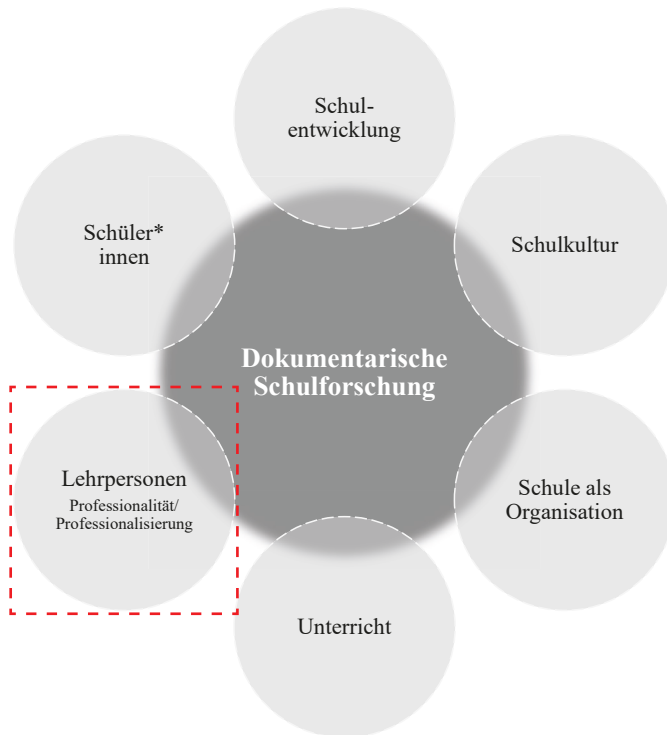 Schul-
entwicklung
Schüler*
innen
Schulkultur
Dokumentarische
Schulforschung
Lehrpersonen
Professionalität/
Professionalisierung
Schule als
Organisation
Unterricht